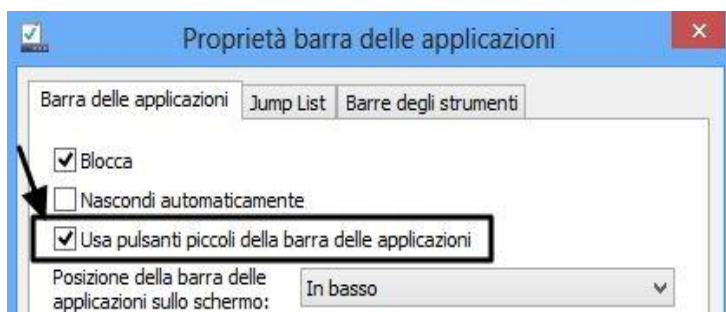 Proprietà barra delle applicazioni
Barra delle applicazioni
Jump List
Barre degli strumenti
Blocca
Nascondi automaticamente
Usa pulsanti piccoli della barra delle applicazioni
Posizione della barra delle
applicazioni sullo schermo:
In basso